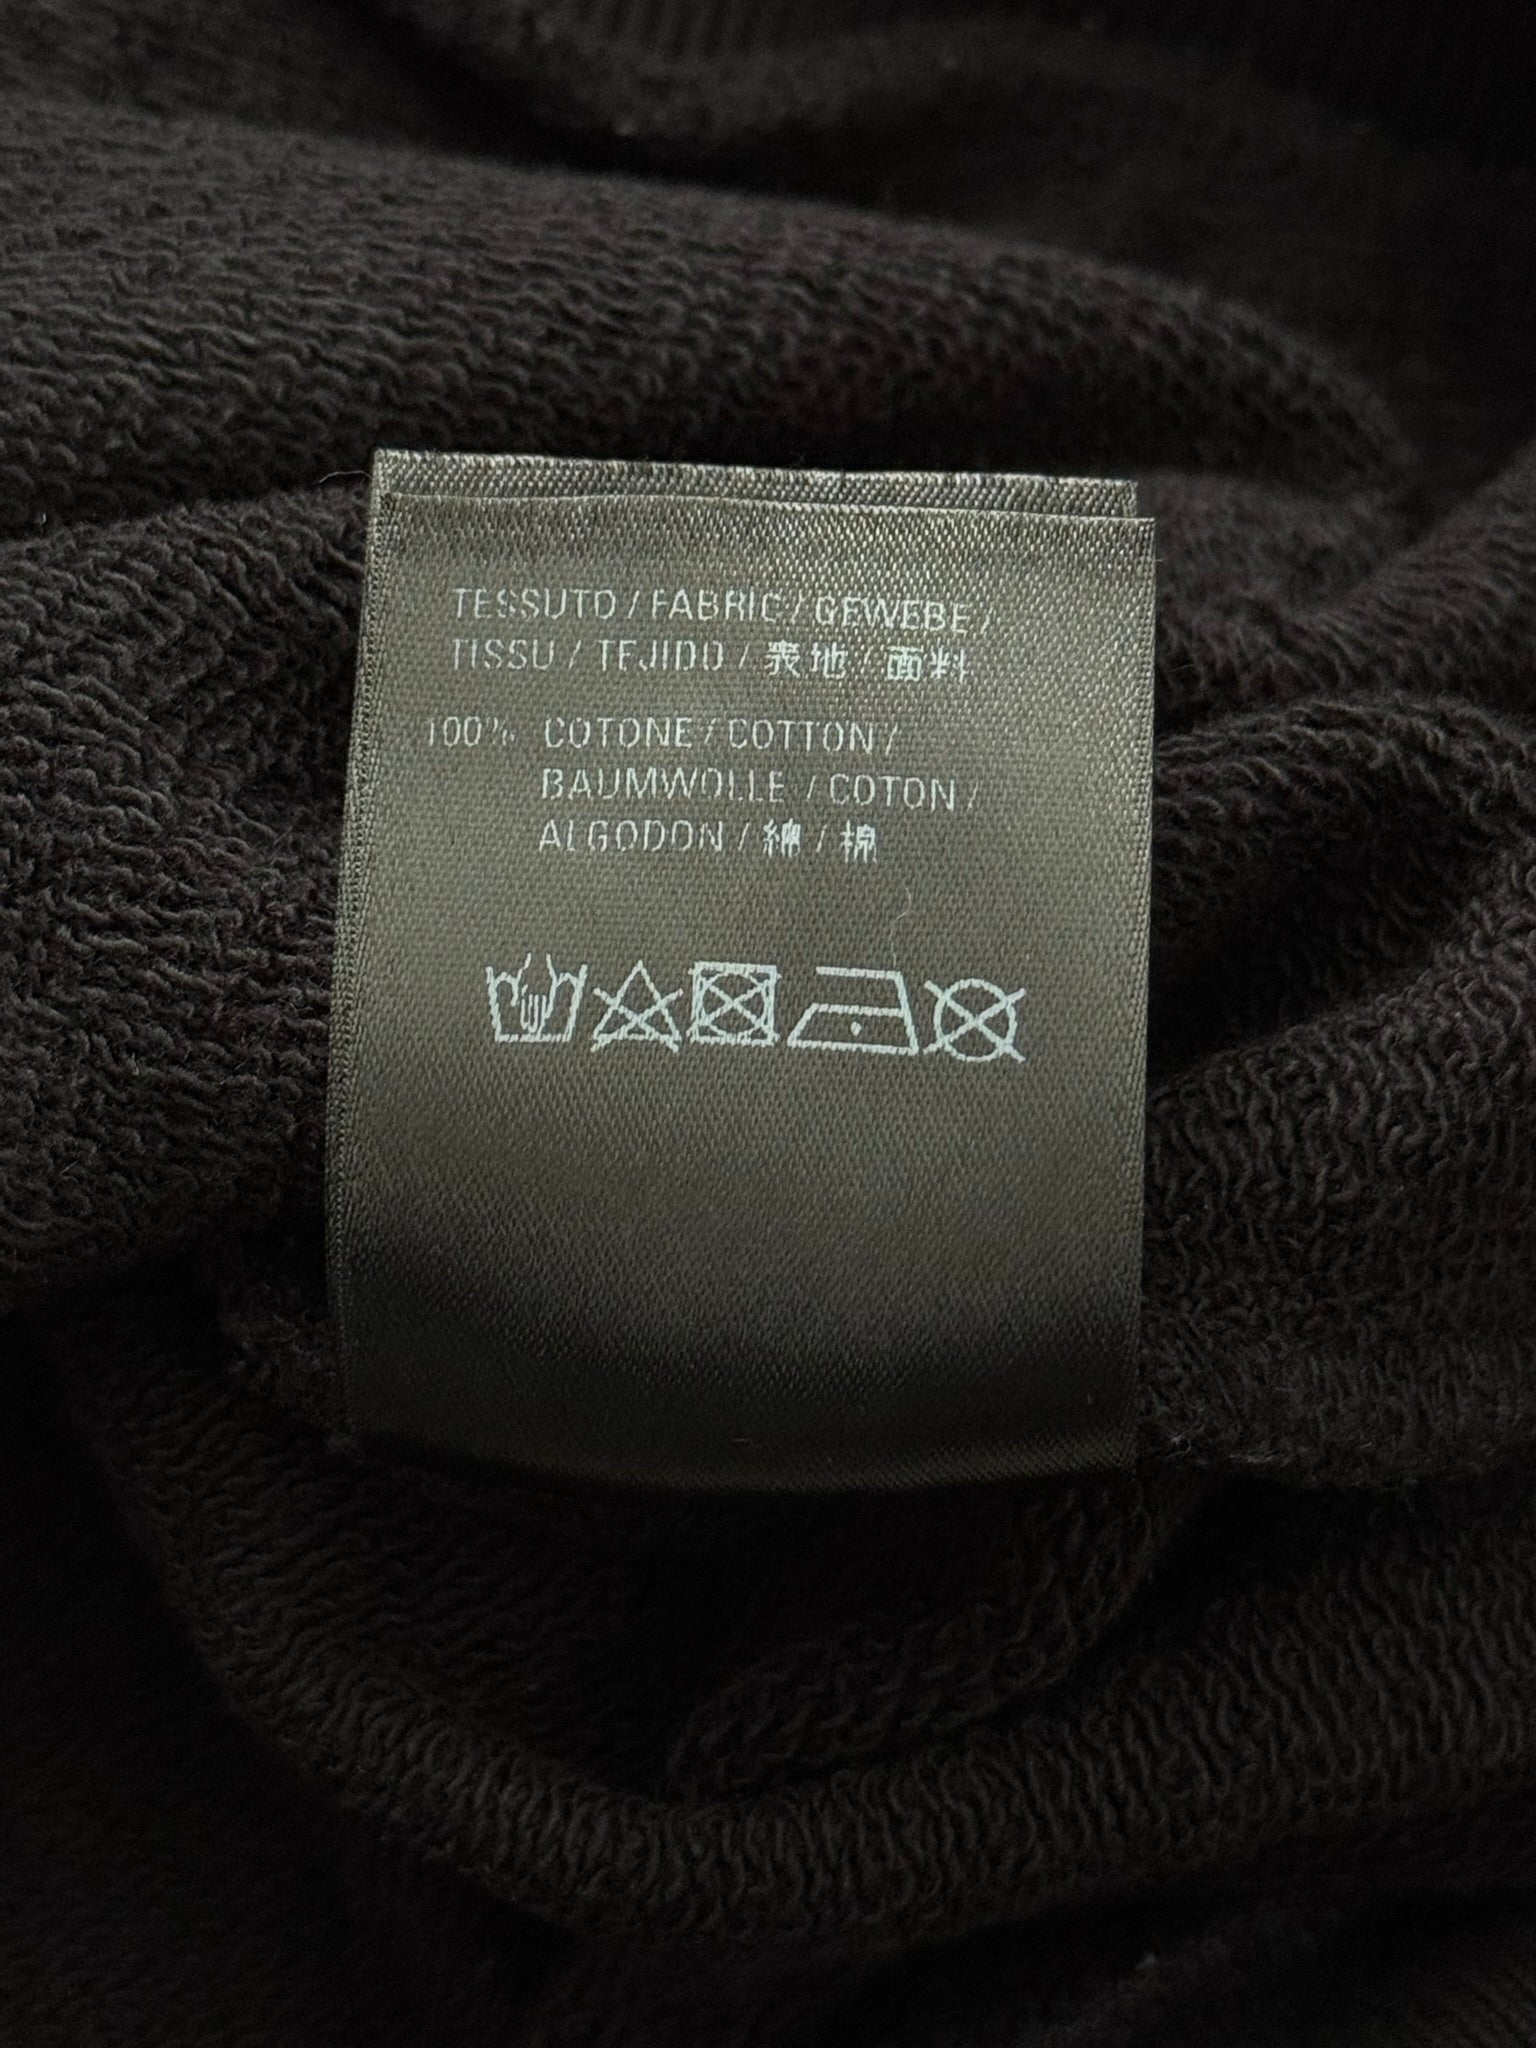 TESSUTO / FABRIC / GEWEBE /
TISSU / TEJIDO / 表地 / 面料
100% COTONE / COTTON /
BAUMWOLLE / COTON /
ALGODON / 綿 / 棉